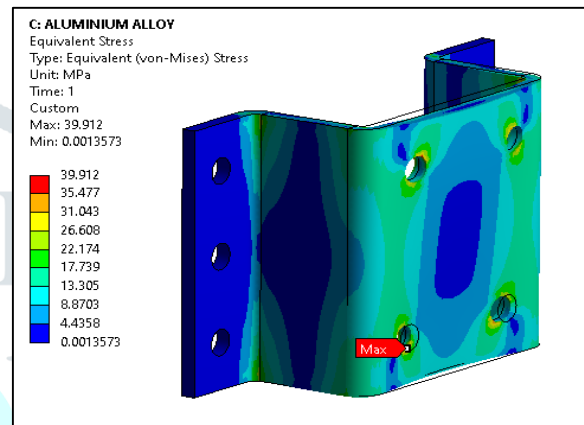 C: ALUMINIUM ALLOY
Equivalent Stress
Type: Equivalent (von-Mises) Stress
Unit: MPa
Time: 1
Custom
Max: 39.912
Min: 0.0013573
39.912
35.477
31.043
26.608
22.174
17.739
13.305
8.8703
4.4358
0.0013573
Max